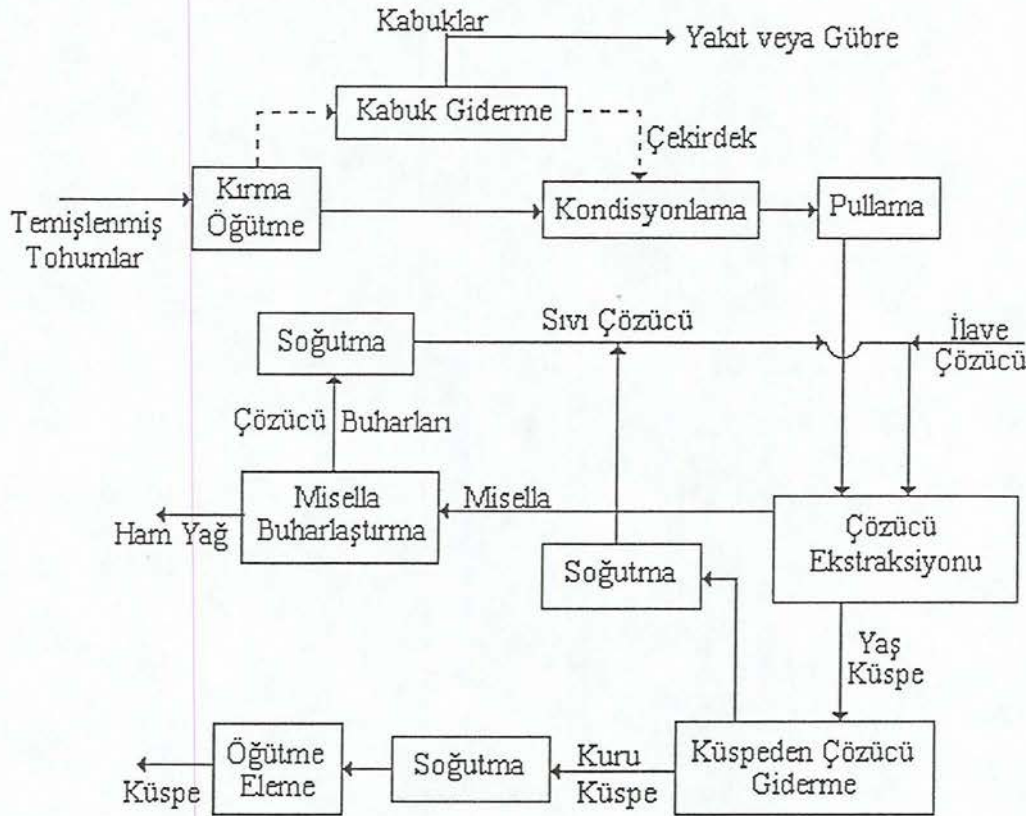 Kabuklar
Yakıt veya Gübre
Kabuk Giderme
Çekirdek
Kırma
Öğütme
Temişlenmiş
Tohumlar
Kondisyonlama
Pullama
Soğutma
Sıvı Çözücü
İlave
Çözücü
Çözücü Buharları
Misella
Buharlaştırma
Ham Yağ
Misella
Soğutma
Çözücü
Ekstraksiyonu
Yaş
Küspe
Küspeden Çözücü
Giderme
Kuru
Küspe
Soğutma
Öğütme
Eleme
Küspe